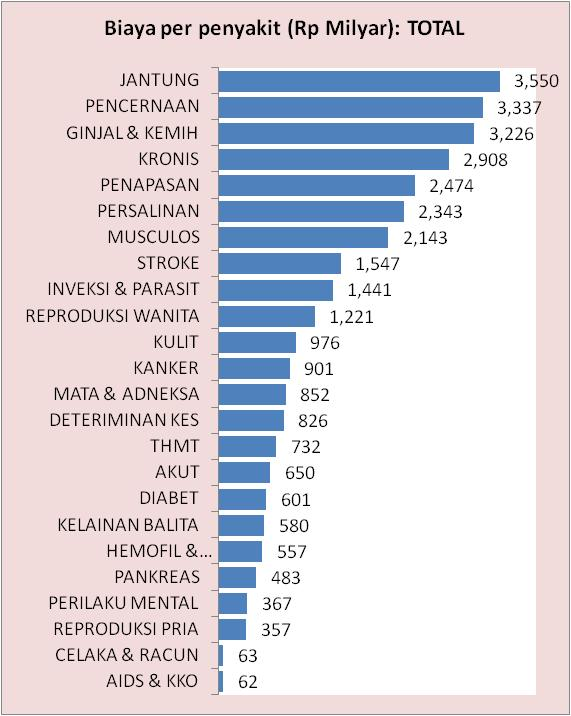 Biaya per penyakit (Rp Milyar): TOTAL
JANTUNG 3,550
PENCERNAAN 3,337
GINJAL & KEMIH 3,226
KRONIS 2,908
PENAPASAN 2,474
PERSALINAN 2,343
MUSCULOS 2,143
STROKE 1,547
INVEKSI & PARASIT 1,441
REPRODUKSI WANITA 1,221
KULIT 976
KANKER 901
MATA & ADNEKSA 852
DETERIMINAN KES 826
THMT 732
AKUT 650
DIABET 601
KELAINAN BALITA 580
HEMOFIL &... 557
PANKREAS 483
PERILAKU MENTAL 367
REPRODUKSI PRIA 357
CELAKA & RACUN 63
AIDS & KKO 62